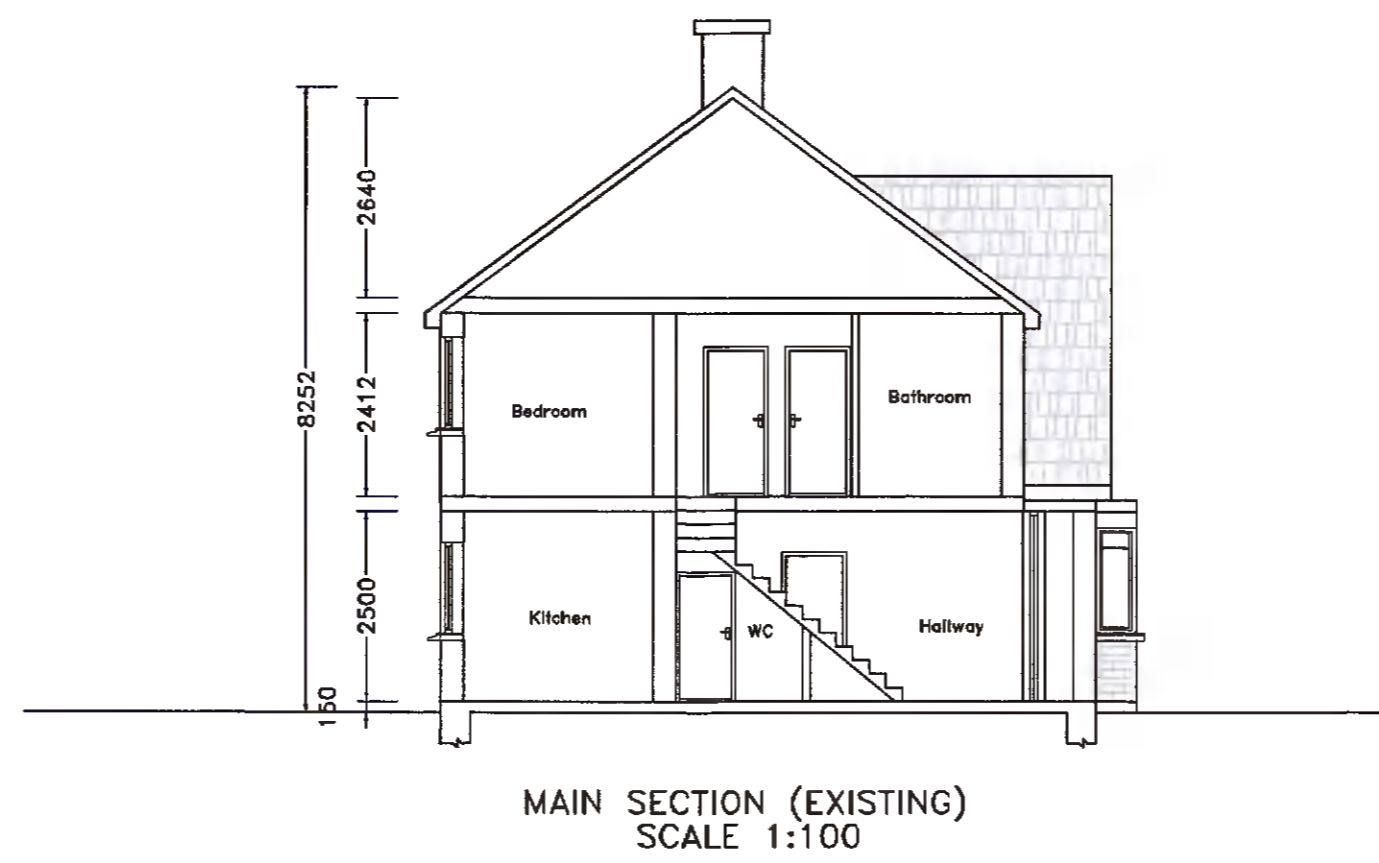 2640
8252
2412
Bedroom
Bathroom
2500
Kitchen
WC
Hallway
150
MAIN SECTION (EXISTING)
SCALE 1:100